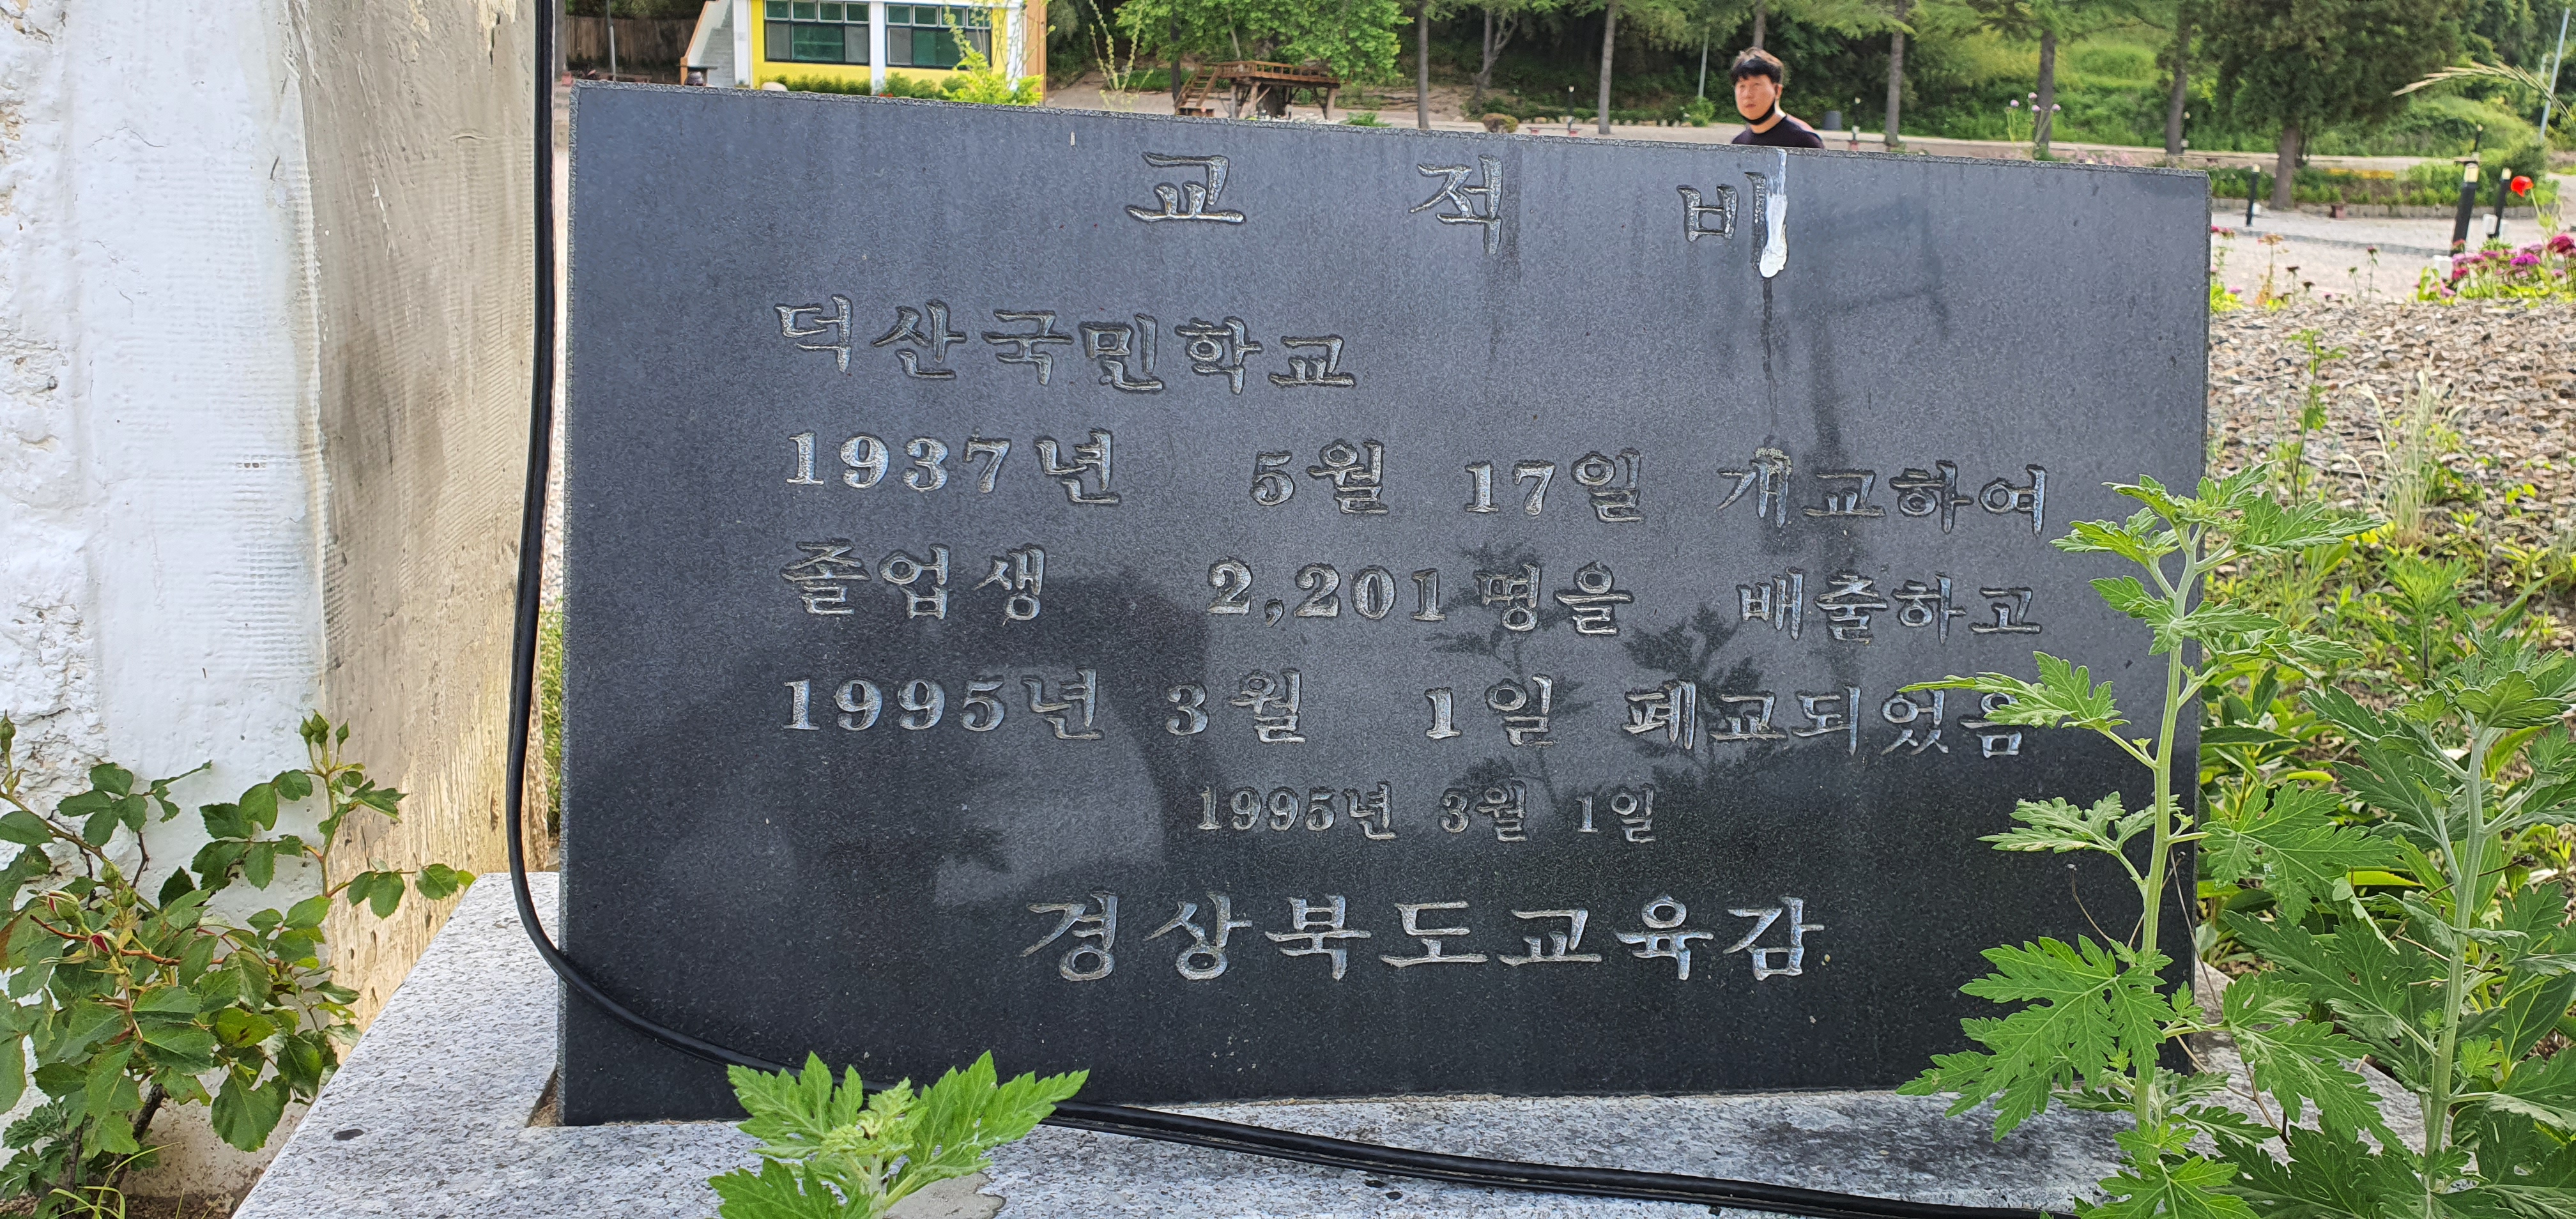 교 적 비
덕산국민학교
1937년 5월 17일 개교하여
졸업생 2,201명을 배출하고
1995년 3월 1일 폐교되었음
1995년 3월 1일
경상북도교육감